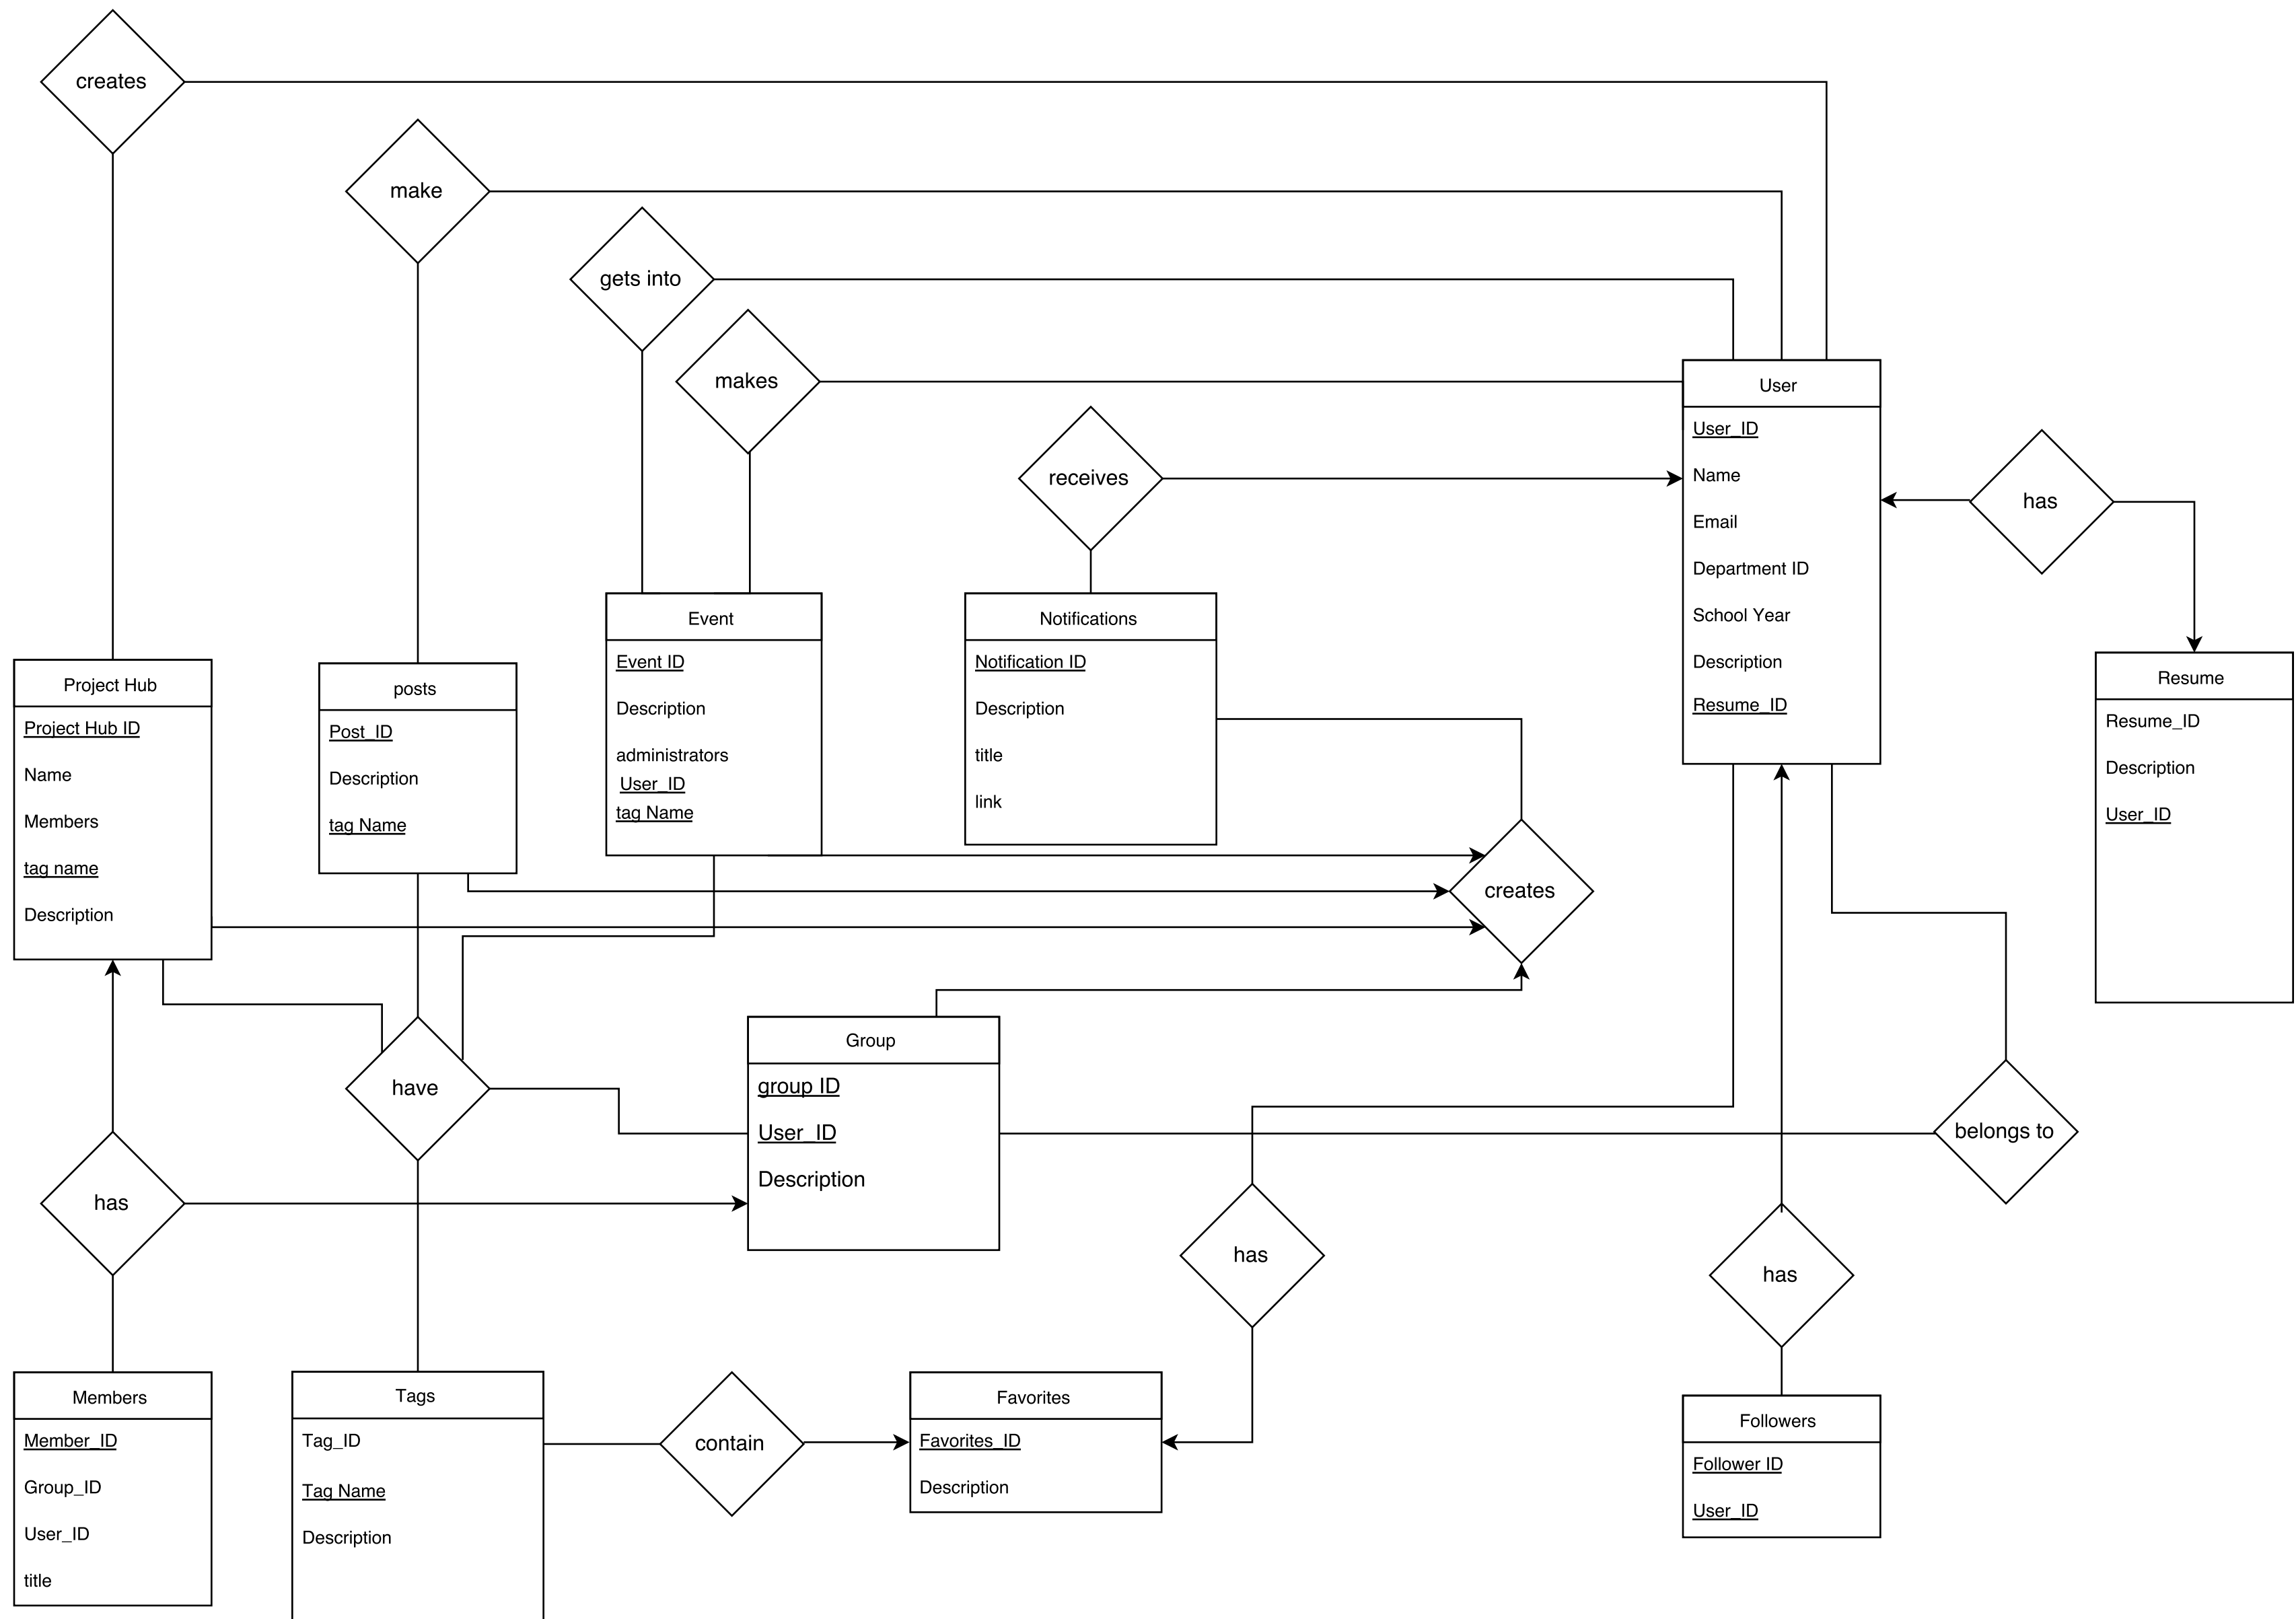 creates
make
gets into
makes
receives
has
User
User_ID
Name
Email
Department ID
School Year
Description
Resume_ID
Event
Event ID
Description
administrators
User_ID
tag Name
Notifications
Notification ID
Description
title
link
Project Hub
Project Hub ID
Name
Members
tag name
Description
posts
Post_ID
Description
tag Name
Resume
Resume_ID
Description
User_ID
creates
have
Group
group ID
User_ID
Description
belongs to
has
has
has
Members
Member_ID
Group_ID
User_ID
title
Tags
Tag_ID
Tag Name
Description
contain
Favorites
Favorites_ID
Description
Followers
Follower ID
User_ID